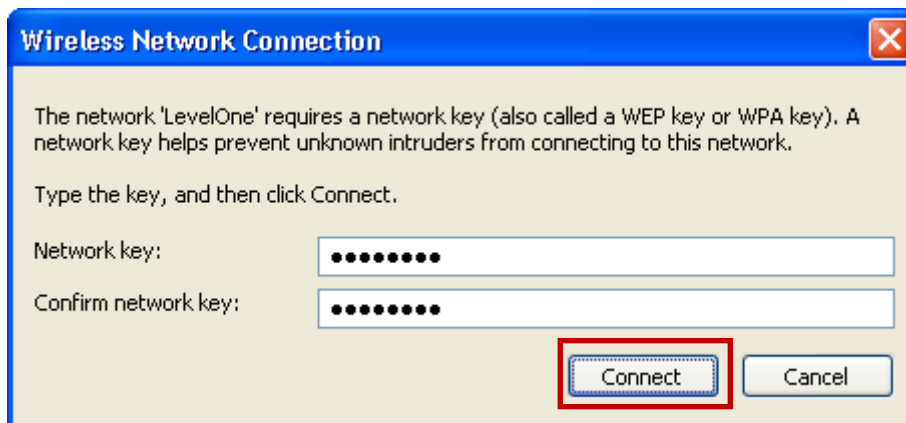 Wireless Network Connection
The network 'LevelOne' requires a network key (also called a WEP key or WPA key). A
network key helps prevent unknown intruders from connecting to this network.
Type the key, and then click Connect.
Network key: ●●●●●●●●
Confirm network key: ●●●●●●●●
Connect Cancel